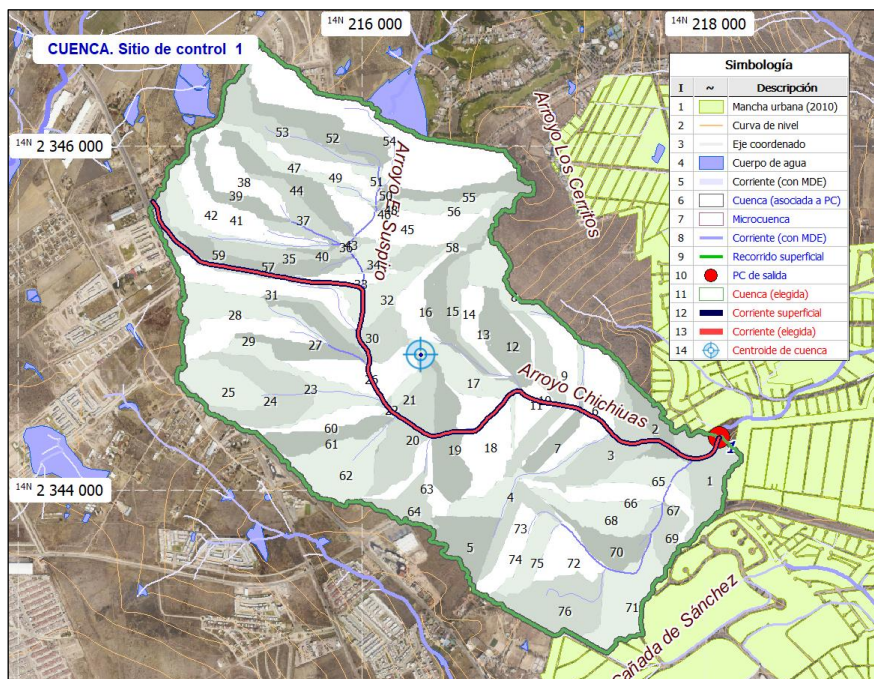 14N 216 000
14N 218 000
CUENCA. Sitio de control 1
Simbología
I ~ Descripción
1 Mancha urbana (2010)
2 Curva de nivel
3 Eje coordenado
4 Cuerpo de agua
5 Corriente (con MDE)
6 Cuenca (asociada a PC)
7 Microcuenca
8 Corriente (con MDE)
9 Recorrido superficial
10 PC de salida
11 Cuenca (elegida)
12 Corriente superficial
13 Corriente (elegida)
14 Centroide de cuenca
14N 2 346 000
14N 2 344 000
Arroyo Los Cerritos
Arroyo El Suspiro
Arroyo Chichiuas
Cañada de Sánchez
53
52
54
47
38
49
51
44
39
50
55
42
41
37
46
56
45
43
58
59
57
35
40
34
31
32
28
16
15
14
13
30
29
27
12
9
17
25
24
23
21
22
11
10
6
2
60
61
20
19
18
7
3
1
1
62
63
64
4
65
66
67
68
69
73
5
74
75
72
70
76
71